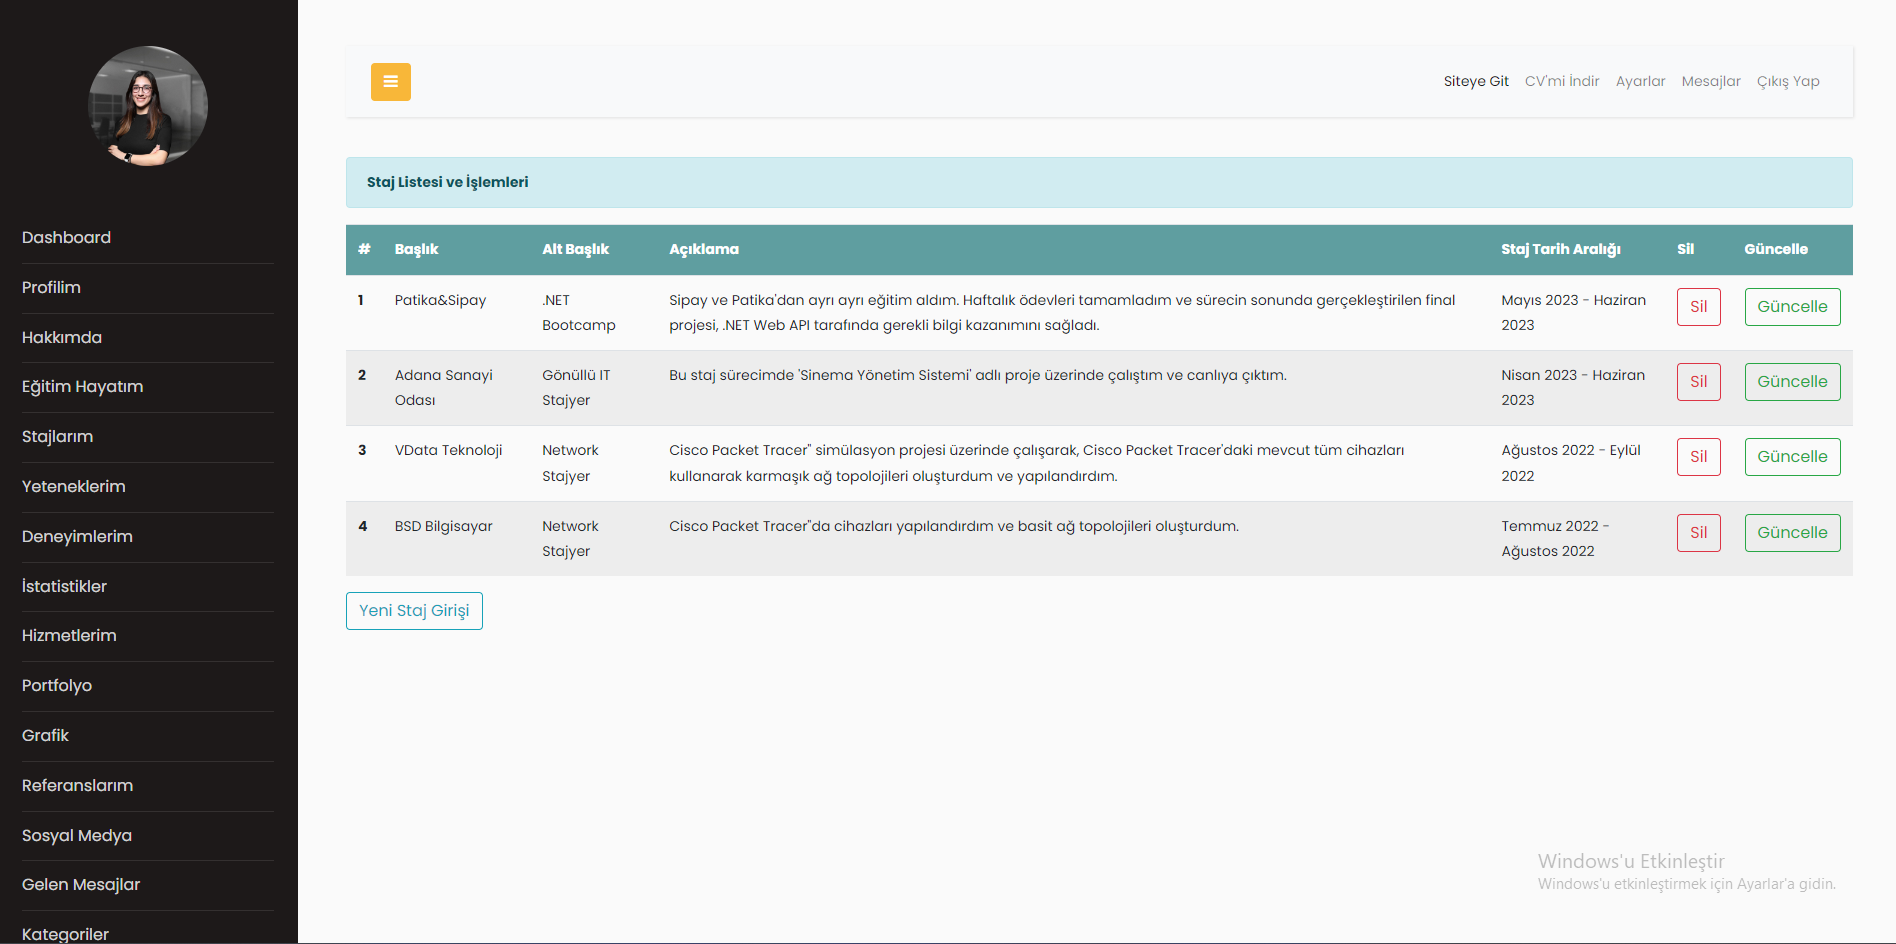 Siteye Git CV'mi İndir Ayarlar Mesajlar Çıkış Yap
Dashboard
Profilim
Hakkımda
Eğitim Hayatım
Stajlarım
Yeteneklerim
Deneyimlerim
İstatistikler
Hizmetlerim
Portfolyo
Grafik
Referanslarım
Sosyal Medya
Gelen Mesajlar
Kategoriler
Staj Listesi ve İşlemleri
# Başlık Alt Başlık Açıklama Staj Tarih Aralığı Sil Güncelle
1 Patika&Sipay .NET Sipay ve Patika'dan ayrı ayrı eğitim aldım. Haftalık ödevleri tamamladım ve sürecin sonunda gerçekleştirilen final Mayıs 2023 - Haziran Sil Güncelle
Bootcamp projesi, .NET Web API tarafında gerekli bilgi kazanımını sağladı. 2023
2 Adana Sanayi Gönüllü IT Bu staj sürecimde 'Sinema Yönetim Sistemi' adlı proje üzerinde çalıştım ve canlıya çıktım. Nisan 2023 - Haziran Sil Güncelle
Odası Stajyer 2023
3 VData Teknoloji Network Cisco Packet Tracer" simülasyon projesi üzerinde çalışarak, Cisco Packet Tracer'daki mevcut tüm cihazları Ağustos 2022 - Eylül Sil Güncelle
Stajyer kullanarak karmaşık ağ topolojileri oluşturdum ve yapılandırdım. 2022
4 BSD Bilgisayar Network Cisco Packet Tracer"da cihazları yapılandırdım ve basit ağ topolojileri oluşturdum. Temmuz 2022 - Sil Güncelle
Stajyer Ağustos 2022
Yeni Staj Girişi
Windows'u Etkinleştir
Windows'u etkinleştirmek için Ayarlar'a gidin.